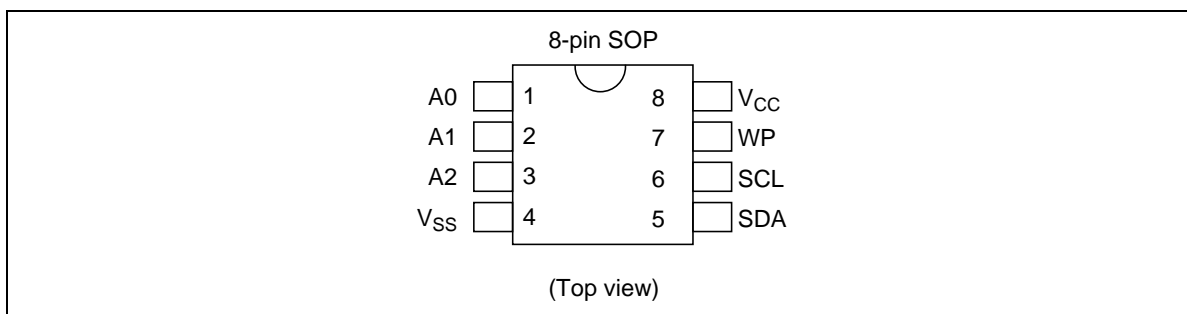 8-pin SOP
A0 1 8 VCC
A1 2 7 WP
A2 3 6 SCL
VSS 4 5 SDA
(Top view)